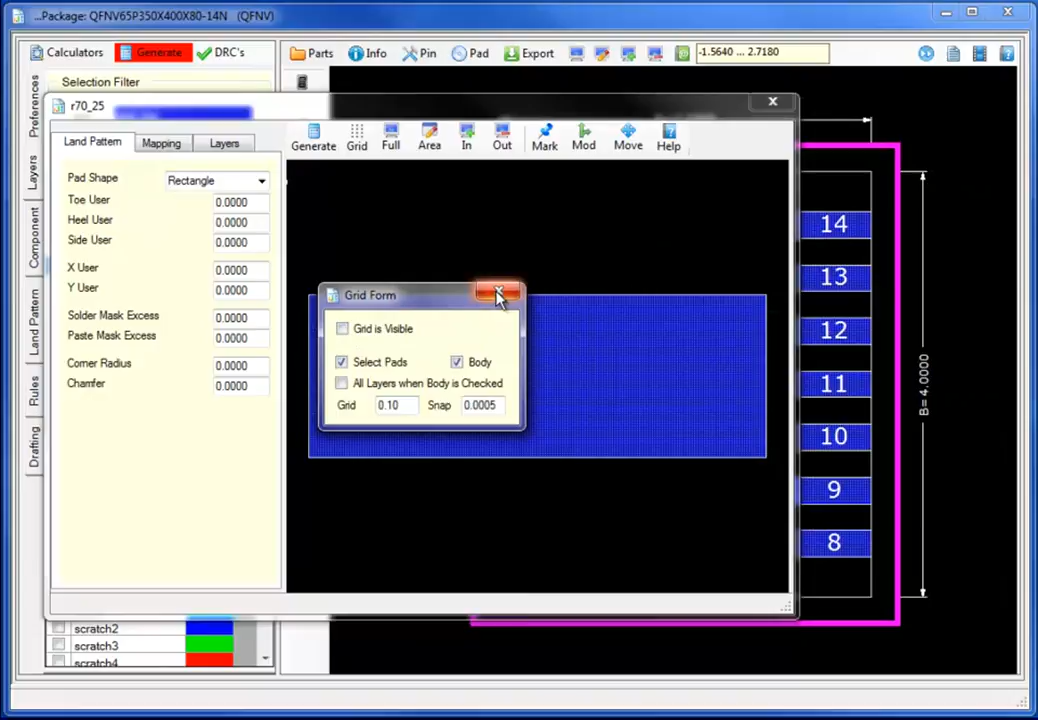 ...Package: QFNV65P350X400X80-14N (QFNV)
Calculators Generate DRC's Parts Info Pin Pad Export -1.5640 ... 2.7180
Selection Filter
Preferences
Layers
Component
Land Pattern
Rules
Drafting
r70_25
Land Pattern Mapping Layers
Generate Grid Full Area In Out Mark Mod Move Help
Pad Shape Rectangle
Toe User 0.0000
Heel User 0.0000
Side User 0.0000
X User 0.0000
Y User 0.0000
Solder Mask Excess 0.0000
Paste Mask Excess 0.0000
Corner Radius 0.0000
Chamfer 0.0000
Grid Form
Grid is Visible
Select Pads Body
All Layers when Body is Checked
Grid 0.10 Snap 0.0005
14
13
12
11
10
9
8
B= 4.0000
scratch2
scratch3
scratch4